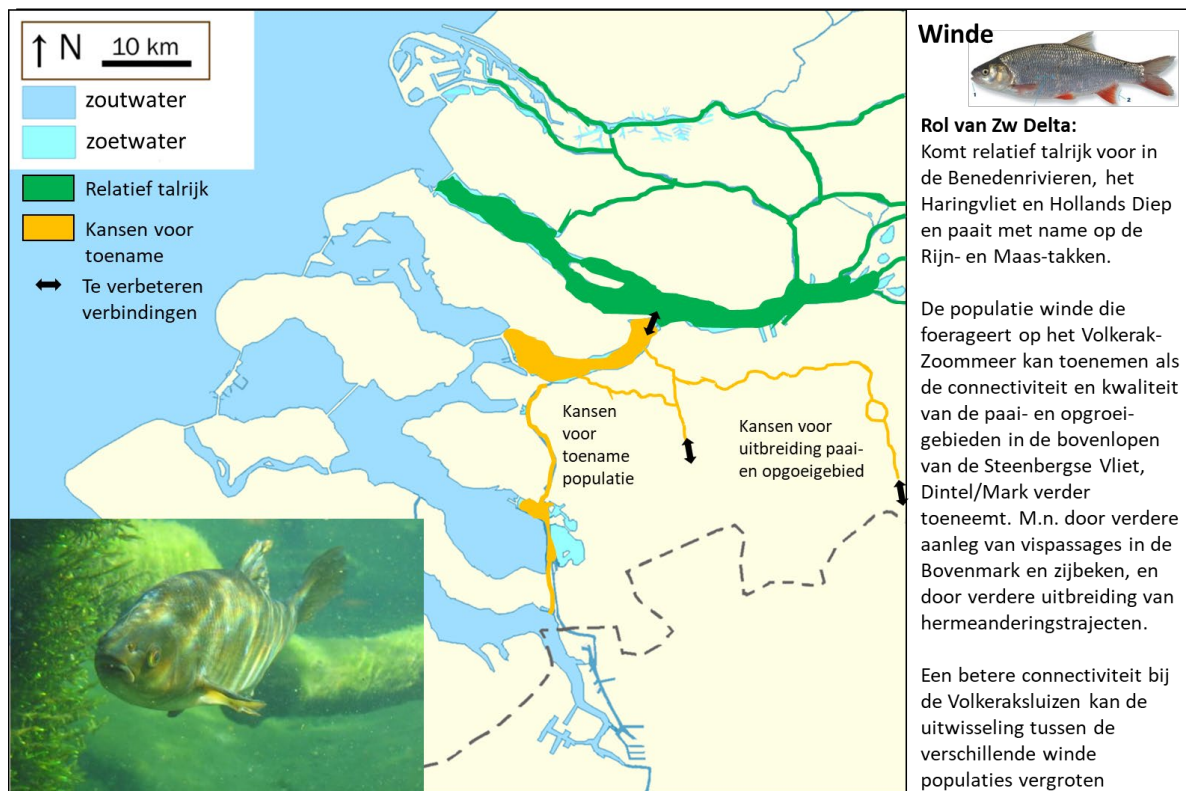 ↑ N 10 km
zoutwater
zoetwater
Relatief talrijk
Kansen voor
toename
Te verbeteren
verbindingen
Kansen
voor
toename
populatie
Kansen voor
uitbreiding paai-
en opgoeigebied
Winde
1
2
Rol van Zw Delta:
Komt relatief talrijk voor in
de Benedenrivieren, het
Haringvliet en Hollands Diep
en paait met name op de
Rijn- en Maas-takken.
De populatie winde die
foerageert op het Volkerak-
Zoommeer kan toenemen als
de connectiviteit en kwaliteit
van de paai- en opgroei-
gebieden in de bovenlopen
van de Steenbergse Vliet,
Dintel/Mark verder
toeneemt. M.n. door verdere
aanleg van vispassages in de
Bovenmark en zijbeken, en
door verdere uitbreiding van
hermeanderingstrajecten.
Een betere connectiviteit bij
de Volkeraksluizen kan de
uitwisseling tussen de
verschillende winde
populaties vergroten